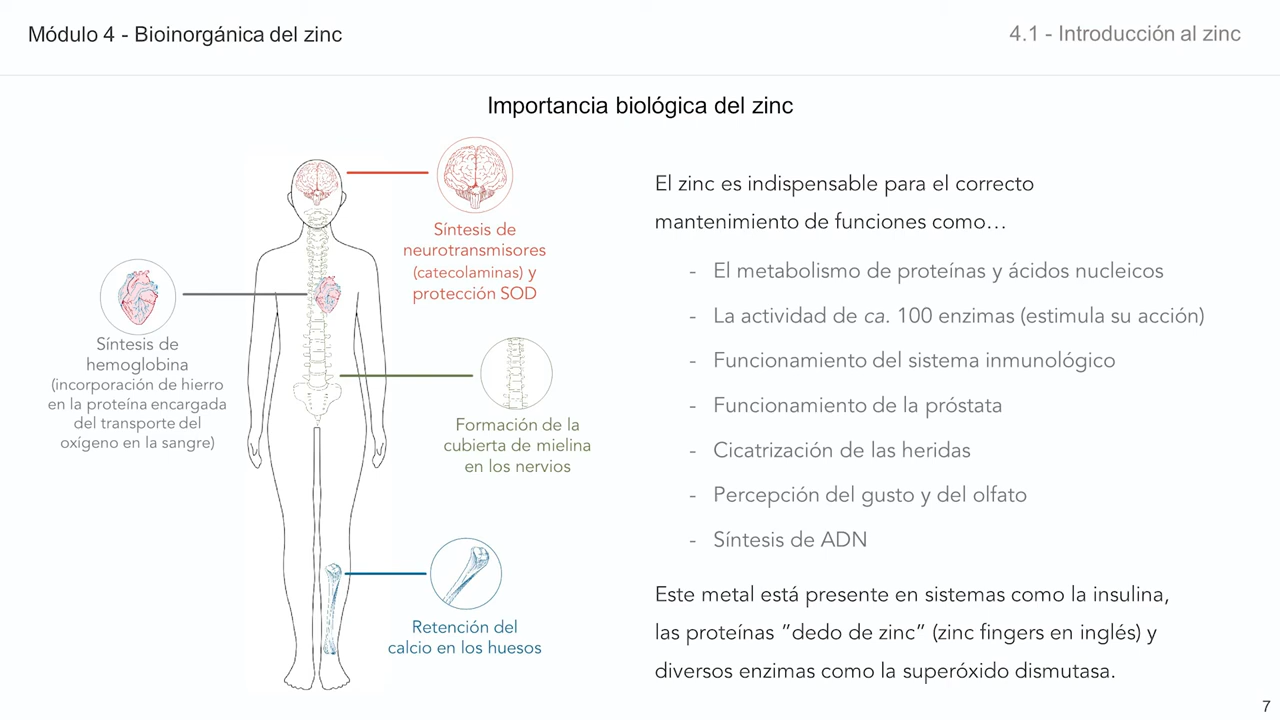 Módulo 4 - Bioinorgánica del zinc
4.1 - Introducción al zinc
Importancia biológica del zinc
Síntesis de
neurotransmisores
(catecolaminas) y
protección SOD
Síntesis de
hemoglobina
(incorporación de hierro
en la proteína encargada
del transporte del
oxígeno en la sangre)
Formación de la
cubierta de mielina
en los nervios
Retención del
calcio en los huesos
El zinc es indispensable para el correcto
mantenimiento de funciones como…
- El metabolismo de proteínas y ácidos nucleicos
- La actividad de ca. 100 enzimas (estimula su acción)
- Funcionamiento del sistema inmunológico
- Funcionamiento de la próstata
- Cicatrización de las heridas
- Percepción del gusto y del olfato
- Síntesis de ADN
Este metal está presente en sistemas como la insulina,
las proteínas ”dedo de zinc” (zinc fingers en inglés) y
diversos enzimas como la superóxido dismutasa.
7